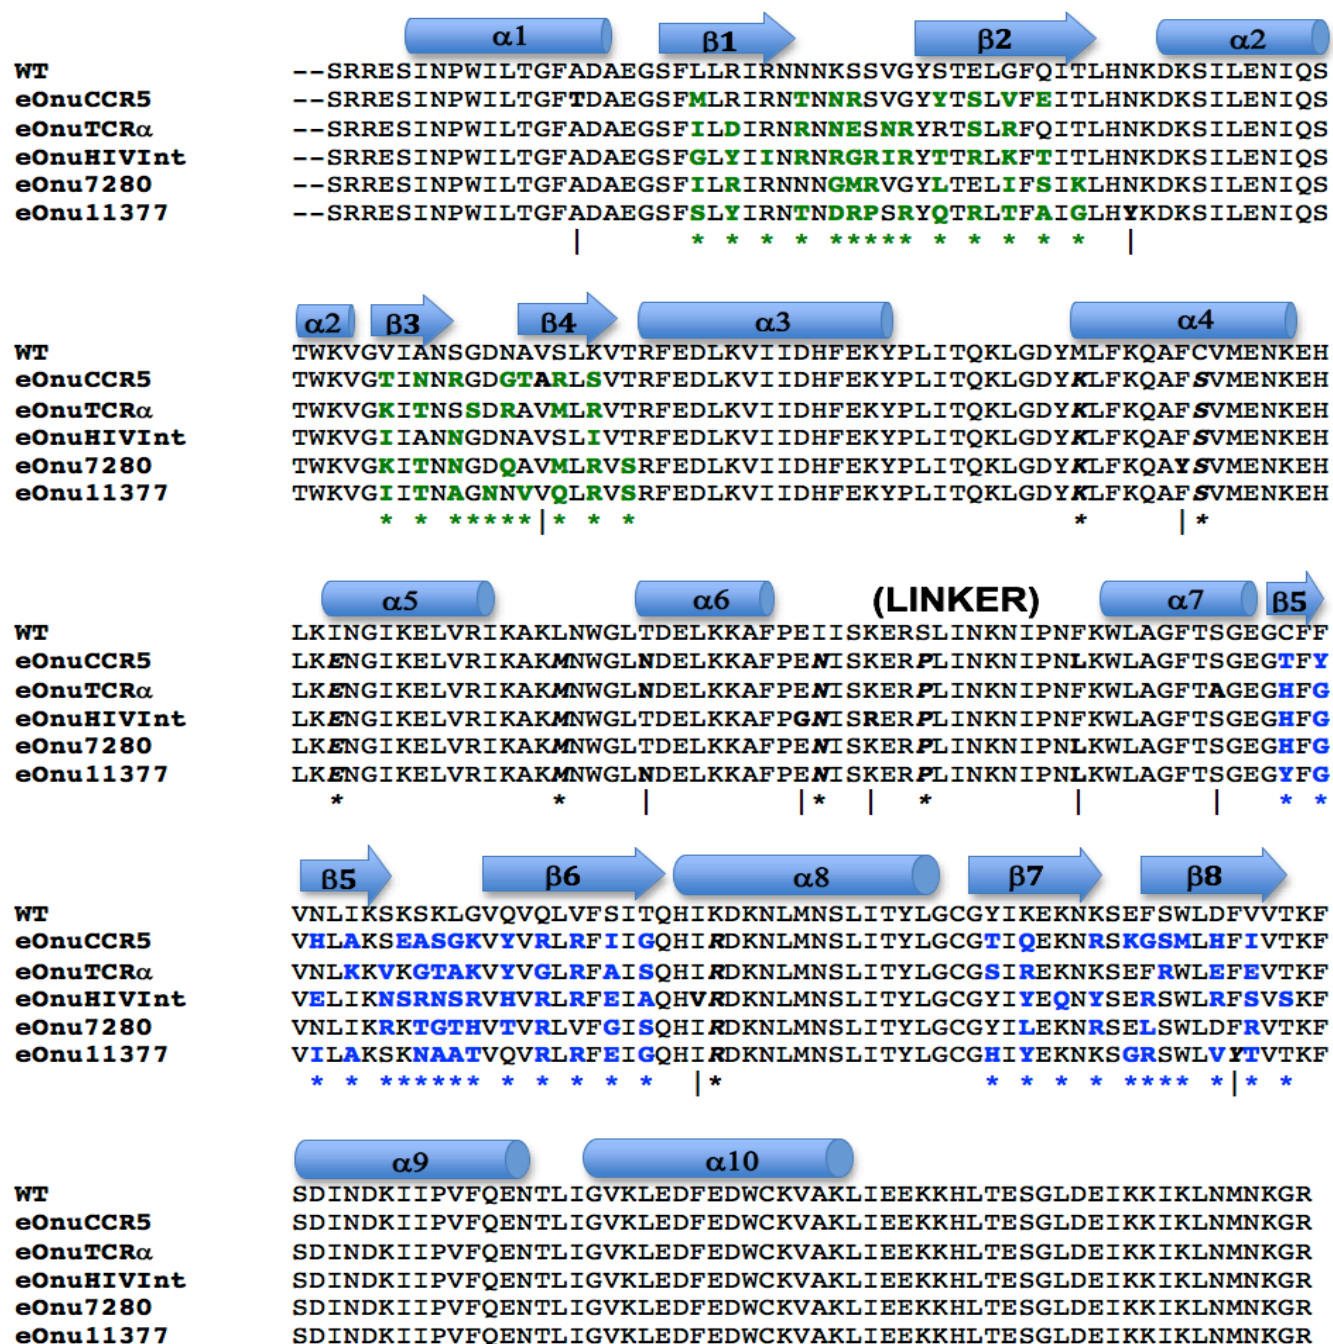 α1 β1 β2 α2
WT --SRRESINPWILTGFADAEGSFLLRIRNNNKSSVGYSTELGFQITLHNKDKSILENIQS
eOnuCCR5 --SRRESINPWILTGFTDAEGSFMLRIRNTNNRSVGYYTSLVFEITLHNKDKSILENIQS
eOnuTCRα --SRRESINPWILTGFADAEGSFILDIRNRNNESNRYRTSLRFQITLHNKDKSILENIQS
eOnuHIVInt --SRRESINPWILTGFADAEGSFGLYIINRNRGRIRYTTRLKFTITLHNKDKSILENIQS
eOnu7280 --SRRESINPWILTGFADAEGSFILRIRNNNGMRVGYLTELIFSIKLHNKDKSILENIQS
eOnu11377 --SRRESINPWILTGFADAEGSFSLYIRNTNDRPSRYQTRLTFAIGLHYKDKSILENIQS
| * * * * ***** * * * * * |
α2 β3 β4 α3 α4
WT TWKVGVIANSGDNAVSLKVTRFEDLKVIIDHFEKYPLITQKLGDYMLFKQAFCVMENKEH
eOnuCCR5 TWKVGTINNRGDGTARLSVTRFEDLKVIIDHFEKYPLITQKLGDYKLFKQAFSVMENKEH
eOnuTCRα TWKVGKITNSSDRAVMLRVTRFEDLKVIIDHFEKYPLITQKLGDYKLFKQAFSVMENKEH
eOnuHIVInt TWKVGIIANNGDNAVSLIVTRFEDLKVIIDHFEKYPLITQKLGDYKLFKQAFSVMENKEH
eOnu7280 TWKVGKITNNGDQAVMLRVSRFEDLKVIIDHFEKYPLITQKLGDYKLFKQAYSVMENKEH
eOnu11377 TWKVGIITNAGNNVVQLRVSRFEDLKVIIDHFEKYPLITQKLGDYKLFKQAFSVMENKEH
* * *****|* * * * |*
α5 α6 (LINKER) α7 β5
WT LKINGIKELVRIKAKLNWGLTDELKKAFPEIISKERSLINKNIPNFKWLAGFTSGEGCFF
eOnuCCR5 LKENGIKELVRIKAKMNWGLNDELKKAFPENISKERPLINKNIPNLKWLAGFTSGEGTFY
eOnuTCRα LKENGIKELVRIKAKMNWGLNDELKKAFPENISKERPLINKNIPNFKWLAGFTAGEGHFG
eOnuHIVInt LKENGIKELVRIKAKMNWGLTDELKKAFPGNISRERPLINKNIPNFKWLAGFTSGEGHFG
eOnu7280 LKENGIKELVRIKAKMNWGLTDELKKAFPENISKERPLINKNIPNLKWLAGFTSGEGHFG
eOnu11377 LKENGIKELVRIKAKMNWGLNDELKKAFPENISKERPLINKNIPNLKWLAGFTSGEGYFG
* * | |* | * | | * *
β5 β6 α8 β7 β8
WT VNLIKSKSKLGVQVQLVFSITQHIKDKNLMNSLITYLGCGYIKEKNKSEFSWLDFVVTKF
eOnuCCR5 VHLAKSEASGKVYVRLRFIIGQHIRDKNLMNSLITYLGCGTIQEKNRSKGSMLHFIVTKF
eOnuTCRα VNLKKVKGTAKVYVGLRFAISQHIRDKNLMNSLITYLGCGSIREKNKSEFRWLEFEVTKF
eOnuHIVInt VELIKNSRNSRVHVRLRFEIAQHVRDKNLMNSLITYLGCGYIYEQNYSERSWLRFSVSKF
eOnu7280 VNLIKRKTGTHVTVRLVFGISQHIRDKNLMNSLITYLGCGYILEKNRSELSWLDFRVTKF
eOnu11377 VILAKSKNAATVQVRLRFEIGQHIRDKNLMNSLITYLGCGHIYEKNKSGRSWLVYTVTKF
* * ****** * * * * * |* * * * * **** *|* *
α9 α10
WT SDINDKIIPVFQENTLIGVKLEDFEDWCKVAKLIEEKKHLTESGLDEIKKIKLNMNKGR
eOnuCCR5 SDINDKIIPVFQENTLIGVKLEDFEDWCKVAKLIEEKKHLTESGLDEIKKIKLNMNKGR
eOnuTCRα SDINDKIIPVFQENTLIGVKLEDFEDWCKVAKLIEEKKHLTESGLDEIKKIKLNMNKGR
eOnuHIVInt SDINDKIIPVFQENTLIGVKLEDFEDWCKVAKLIEEKKHLTESGLDEIKKIKLNMNKGR
eOnu7280 SDINDKIIPVFQENTLIGVKLEDFEDWCKVAKLIEEKKHLTESGLDEIKKIKLNMNKGR
eOnu11377 SDINDKIIPVFQENTLIGVKLEDFEDWCKVAKLIEEKKHLTESGLDEIKKIKLNMNKGR